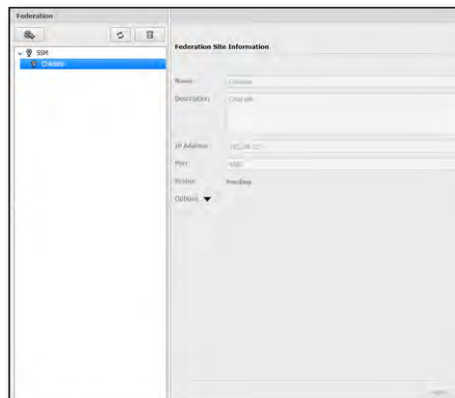 Federation
Federation Site Information
SSM
Childsite
Name
Description
IP Address
Port
Status
Pending
Options